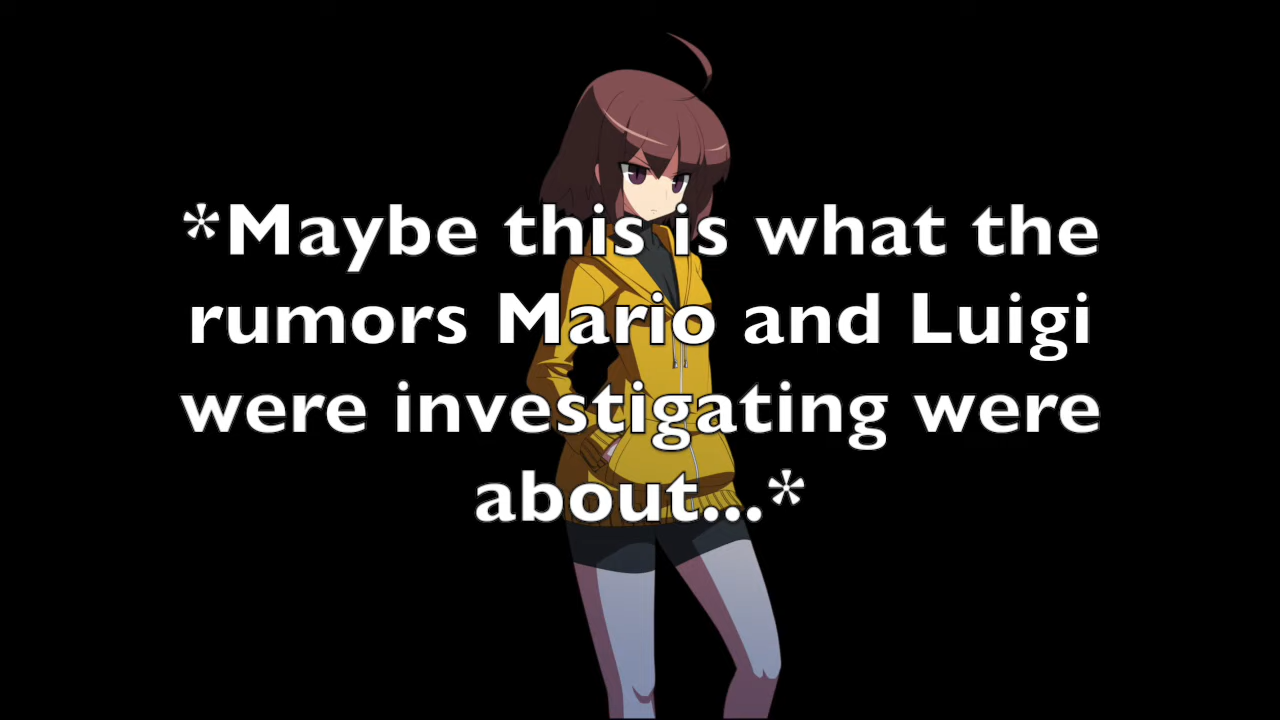 *Maybe this is what the
rumors Mario and Luigi
were investigating were
about...*